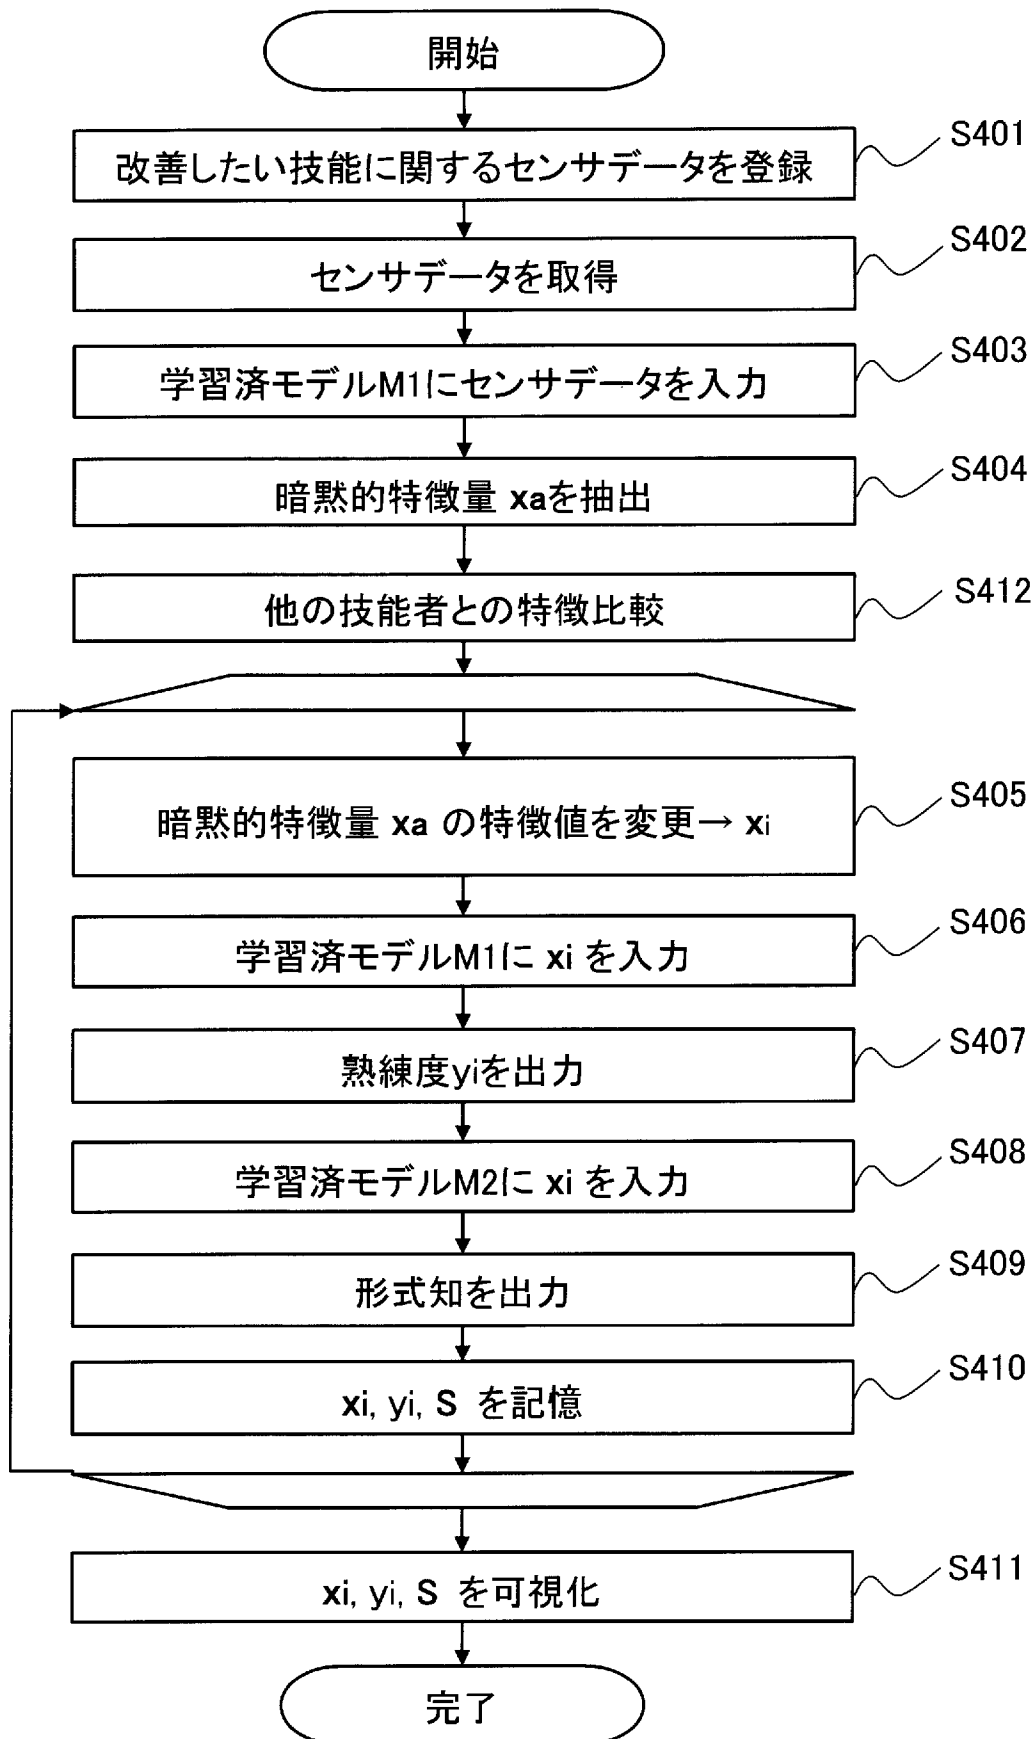 開始
改善したい技能に関するセンサデータを登録
S401
センサデータを取得
S402
学習済モデルM1にセンサデータを入力
S403
暗黙的特徴量 xaを抽出
S404
他の技能者との特徴比較
S412
暗黙的特徴量 xa の特徴値を変更→ xi
S405
学習済モデルM1に xi を入力
S406
熟練度yiを出力
S407
学習済モデルM2に xi を入力
S408
形式知を出力
S409
xi, yi, S を記憶
S410
xi, yi, S を可視化
S411
完了